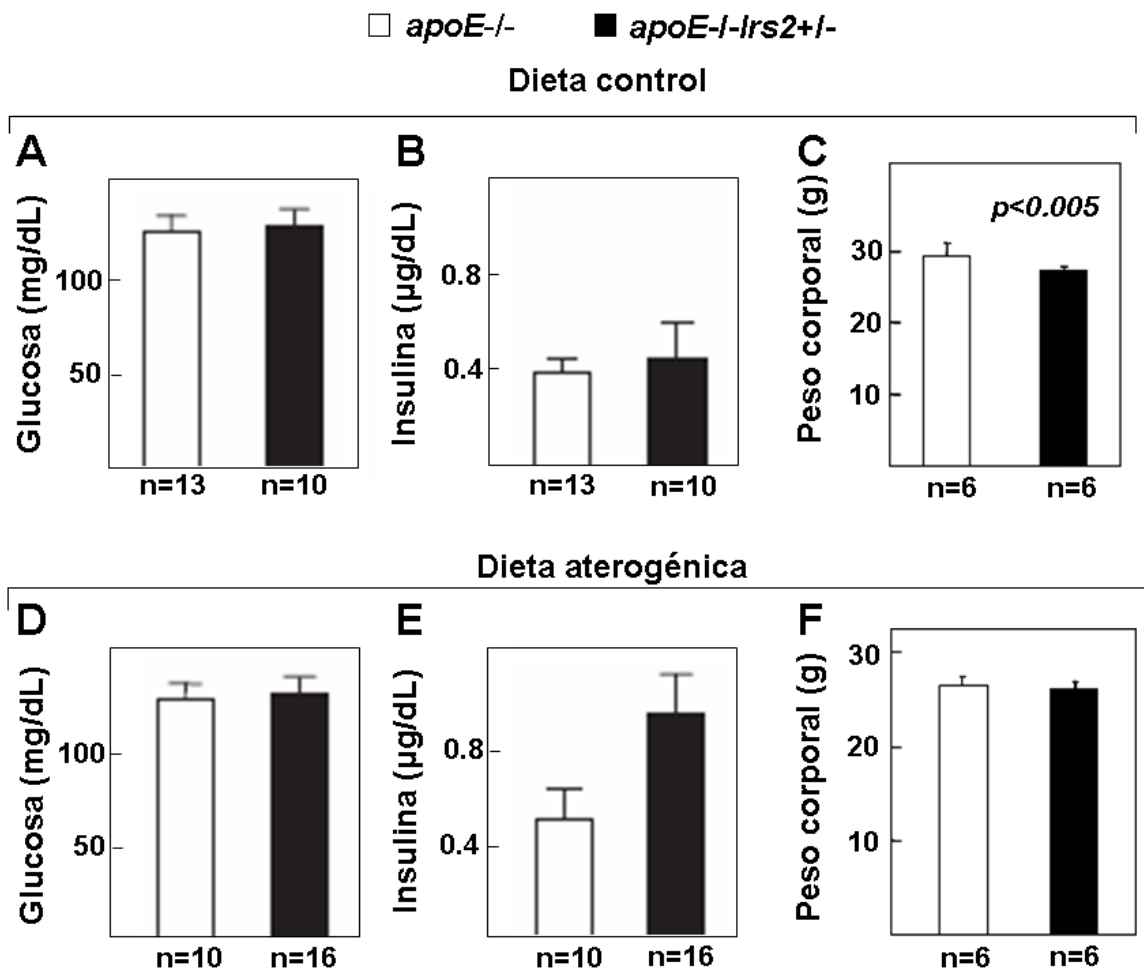 apoE-/- apoE-/-Irs2+/-
Dieta control
A
Glucosa (mg/dL)
100
50
n=13 n=10
B
Insulina (µg/dL)
0.8
0.4
n=13 n=10
C
Peso corporal (g)
p<0.005
30
20
10
n=6 n=6
Dieta aterogénica
D
Glucosa (mg/dL)
100
50
n=10 n=16
E
Insulina (µg/dL)
0.8
0.4
n=10 n=16
F
Peso corporal (g)
30
20
10
n=6 n=6